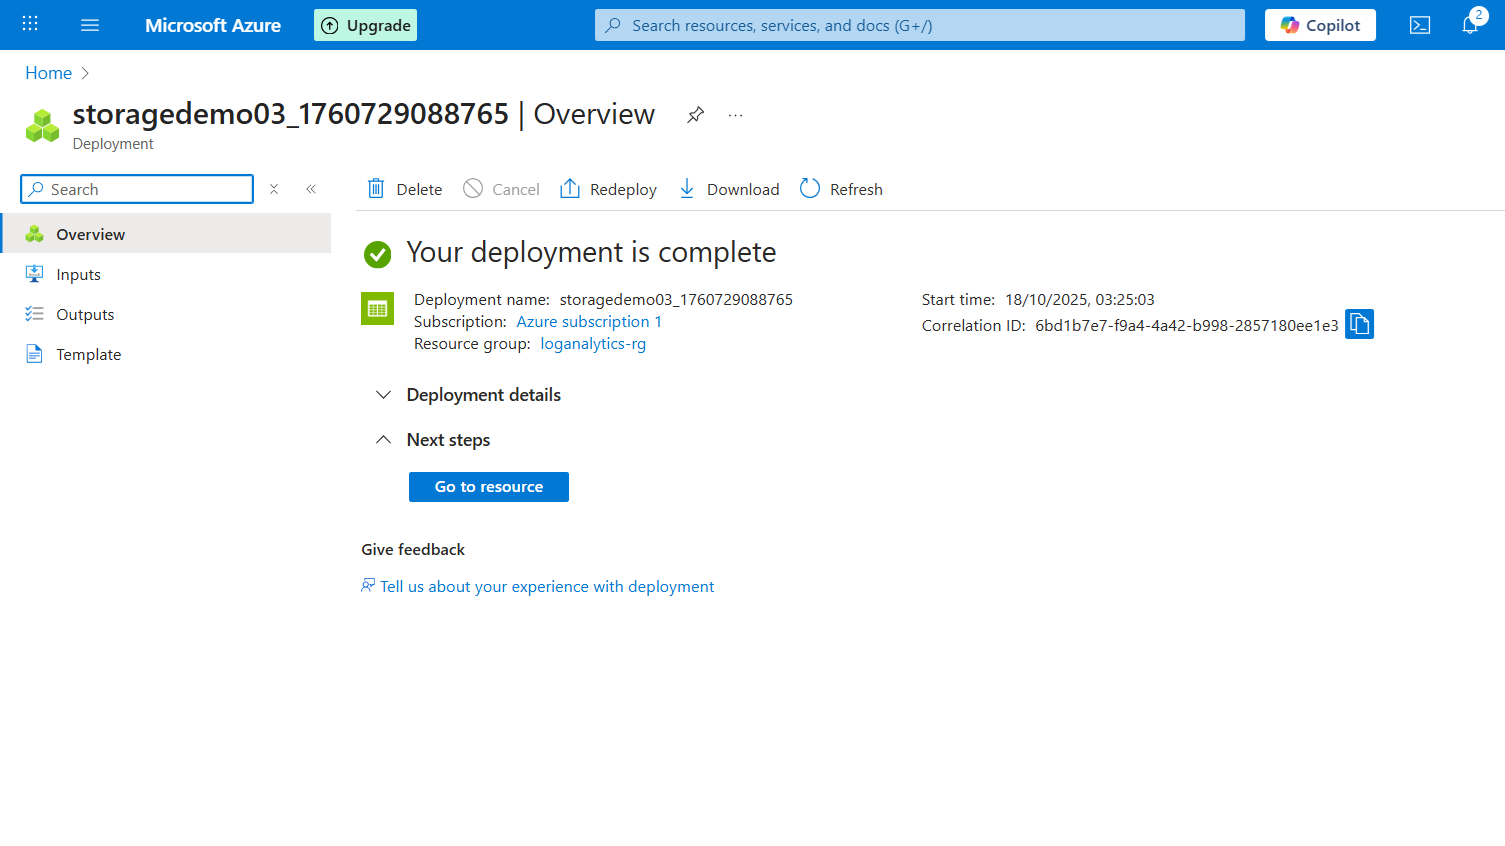 Microsoft Azure
Upgrade
Search resources, services, and docs (G+/)
Copilot
2
Home
storagedemo03_1760729088765 | Overview
Deployment
Search
Delete
Cancel
Redeploy
Download
Refresh
Overview
Inputs
Outputs
Template
Your deployment is complete
Deployment name: storagedemo03_1760729088765
Subscription: Azure subscription 1
Resource group: loganalytics-rg
Start time: 18/10/2025, 03:25:03
Correlation ID: 6bd1b7e7-f9a4-4a42-b998-2857180ee1e3
Deployment details
Next steps
Go to resource
Give feedback
Tell us about your experience with deployment